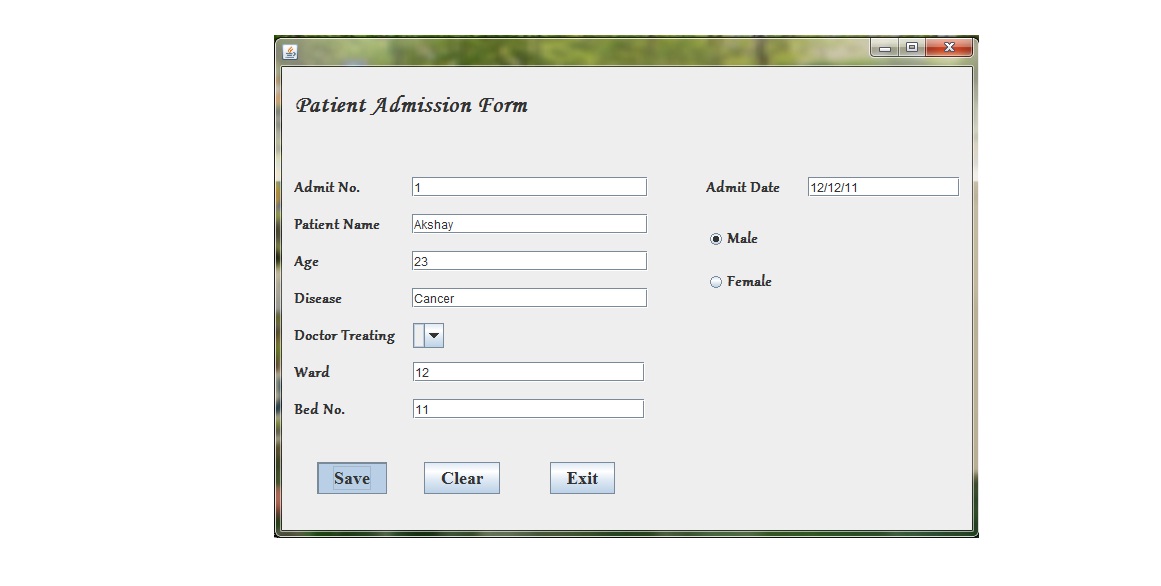 Patient Admission Form
Admit No. 1 Admit Date 12/12/11
Patient Name Akshay
Male
Age 23
Female
Disease Cancer
Doctor Treating
Ward 12
Bed No. 11
Save Clear Exit